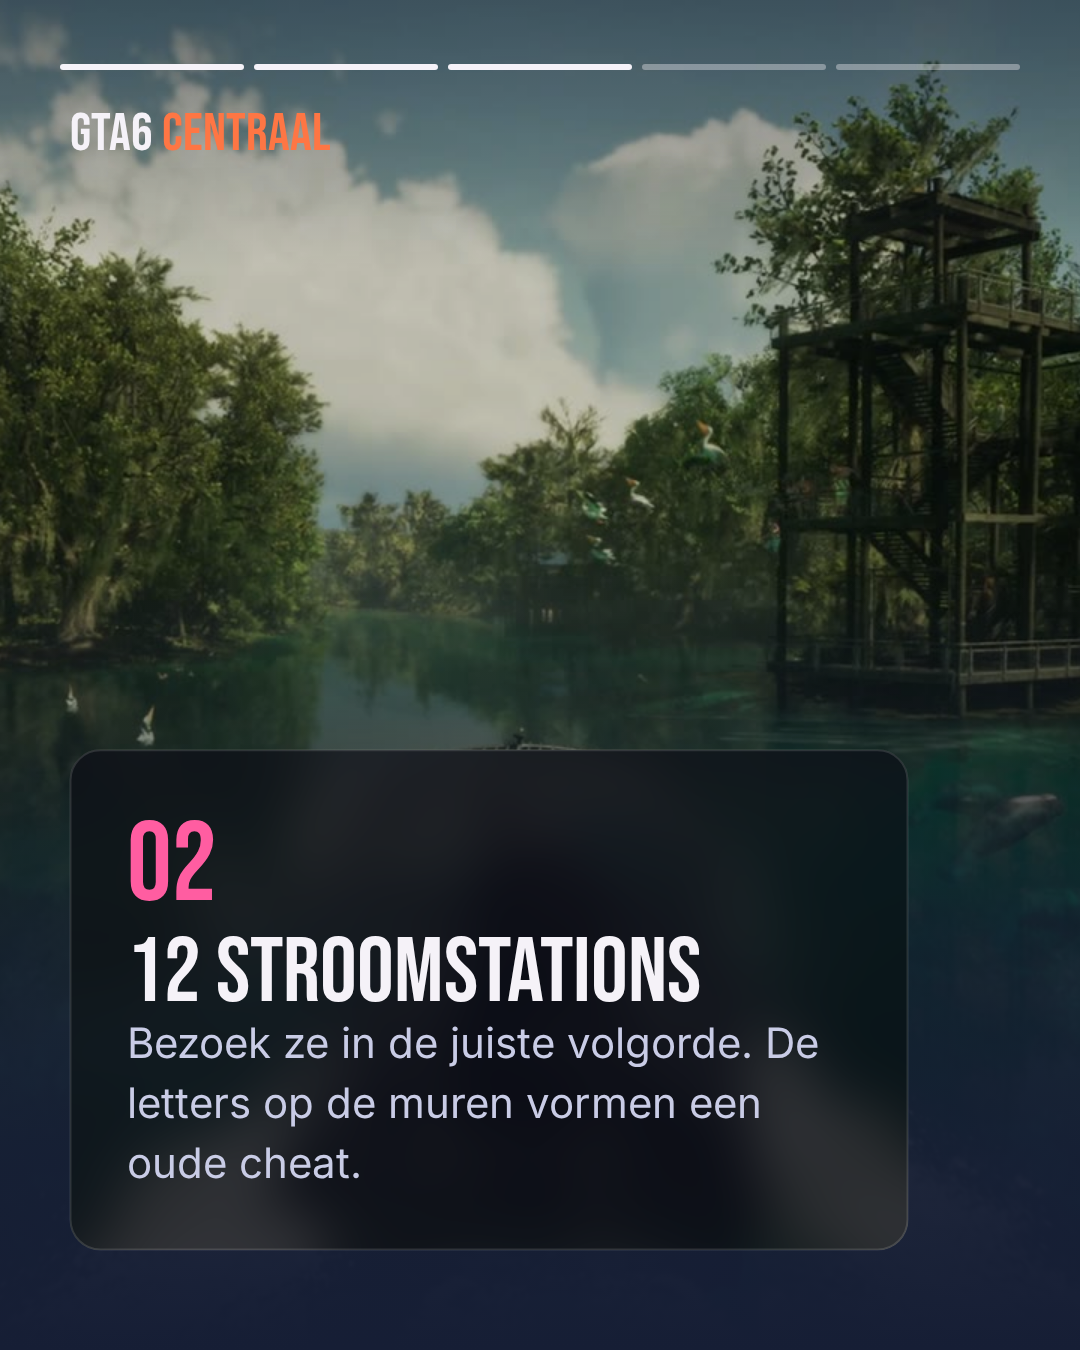 GTA6 CENTRAAL
02
12 STROOMSTATIONS
Bezoek ze in de juiste volgorde. De
letters op de muren vormen een
oude cheat.